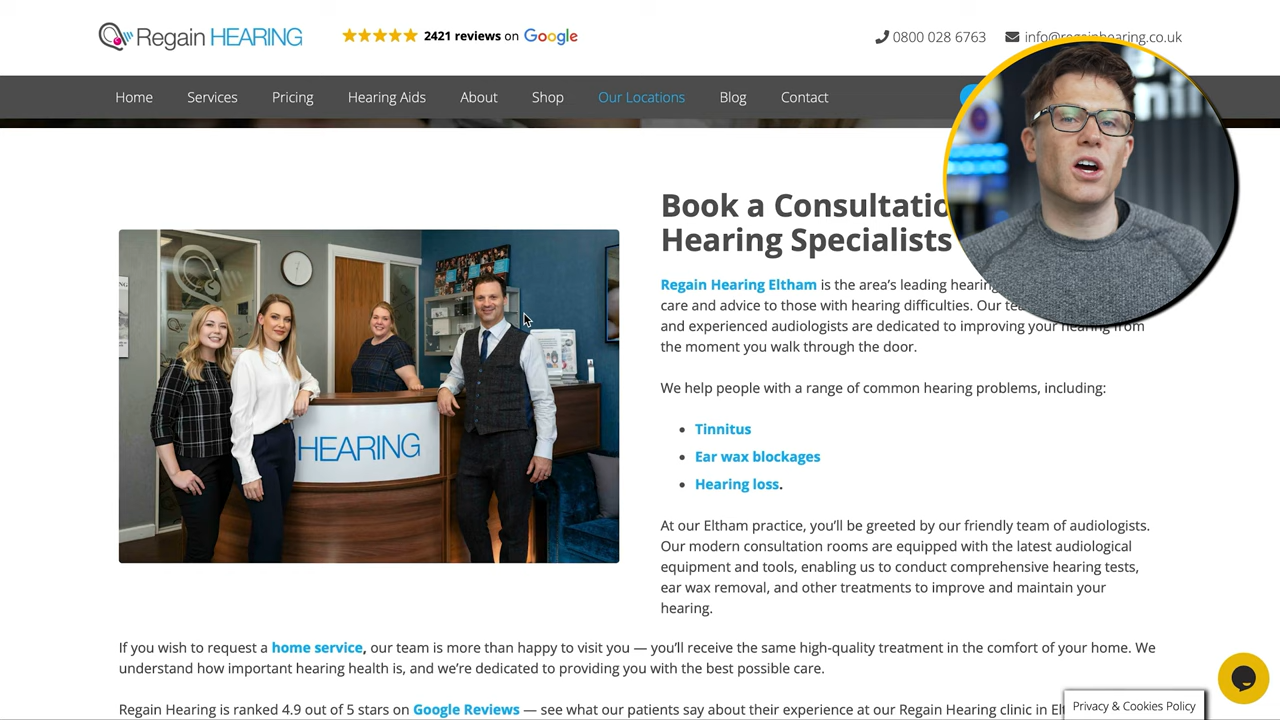 Regain HEARING
2421 reviews on Google
0800 028 6763
info@regainhearing.co.uk
Home
Services
Pricing
Hearing Aids
About
Shop
Our Locations
Blog
Contact
Book a
Hearing Specialists
Regain Hearing Eltham is the area’s leading
care and advice to those with hearing difficulties. Our
and experienced audiologists are dedicated to improving your hearing from
the moment you walk through the door.
We help people with a range of common hearing problems, including:
Tinnitus
Ear wax blockages
Hearing loss.
At our Eltham practice, you’ll be greeted by our friendly team of audiologists.
Our modern consultation rooms are equipped with the latest audiological
equipment and tools, enabling us to conduct comprehensive hearing tests,
ear wax removal, and other treatments to improve and maintain your
hearing.
HEARING
If you wish to request a home service, our team is more than happy to visit you — you’ll receive the same high-quality treatment in the comfort of your home. We
understand how important hearing health is, and we’re dedicated to providing you with the best possible care.
Regain Hearing is ranked 4.9 out of 5 stars on Google Reviews — see what our patients say about their experience at our Regain Hearing clinic in
Privacy & Cookies Policy